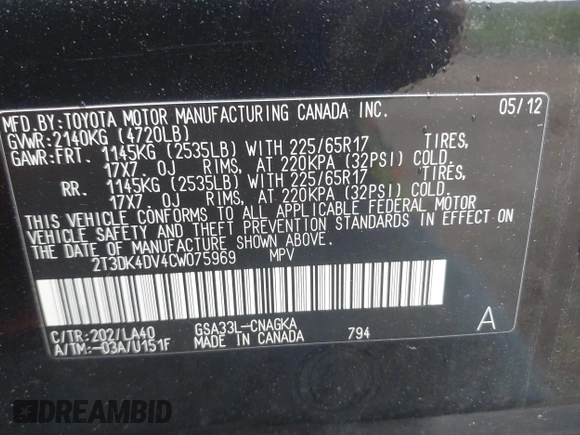 MFD.BY:TOYOTA MOTOR MANUFACTURING CANADA INC. 05/12
GVWR:2140KG (4720LB)
GAWR:FRT. 1145KG (2535LB) WITH 225/65R17 TIRES,
17X7.0J RIMS, AT 220KPA (32PSI) COLD.
RR. 1145KG (2535LB) WITH 225/65R17 TIRES,
17X7.0J RIMS, AT 220KPA (32PSI) COLD.
THIS VEHICLE CONFORMS TO ALL APPLICABLE FEDERAL MOTOR
VEHICLE SAFETY AND THEFT PREVENTION STANDARDS IN EFFECT ON
THE DATE OF MANUFACTURE SHOWN ABOVE.
2T3DK4DV4CW075969 MPV
C/TR:202/LA40 GSA33L-CNAGKA A
A/TM:-03A/U151F MADE IN CANADA 794
DREAMBID